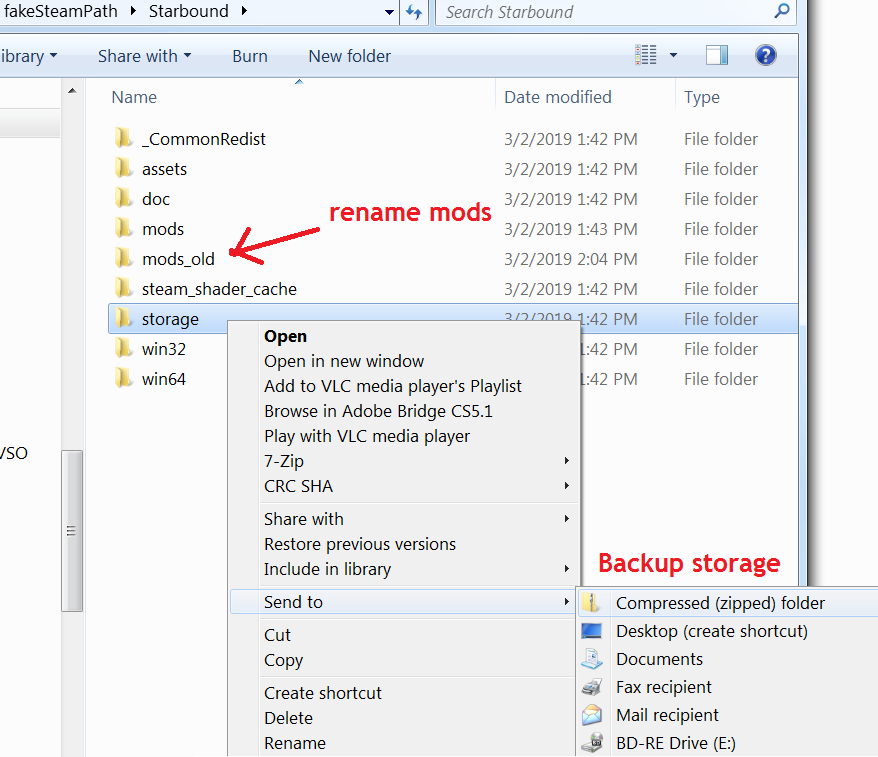 fakeSteamPath Starbound Search Starbound
ibrary Share with Burn New folder
Name Date modified Type
_CommonRedist 3/2/2019 1:42 PM File folder
assets 3/2/2019 1:42 PM File folder
doc 3/2/2019 1:42 PM File folder
rename mods
mods 3/2/2019 1:43 PM File folder
mods_old 3/2/2019 2:04 PM File folder
steam_shader_cache 3/2/2019 1:42 PM File folder
storage 3/2/2019 1:42 PM File folder
win32 1:42 PM File folder
win64 1:42 PM File folder
VSO
Open
Open in new window
Add to VLC media player's Playlist
Browse in Adobe Bridge CS5.1
Play with VLC media player
7-Zip
CRC SHA
Share with
Restore previous versions
Include in library
Send to
Cut
Copy
Create shortcut
Delete
Rename
Backup storage
Compressed (zipped) folder
Desktop (create shortcut)
Documents
Fax recipient
Mail recipient
BD-RE Drive (E:)